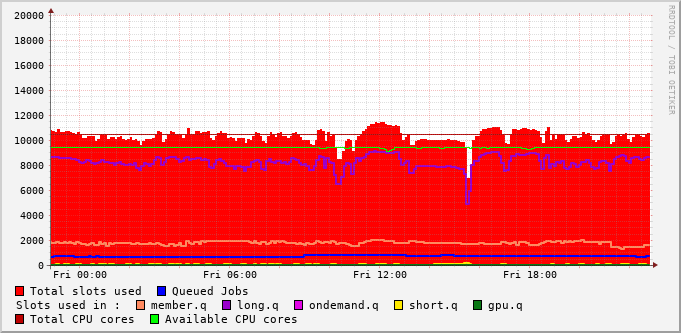 20000
18000
16000
14000
12000
10000
8000
6000
4000
2000
0
Fri 00:00 Fri 06:00 Fri 12:00 Fri 18:00
RRDTOOL / TOBI OETIKER
Total slots used Queued Jobs
Slots used in : member.q long.q ondemand.q short.q gpu.q
Total CPU cores Available CPU cores